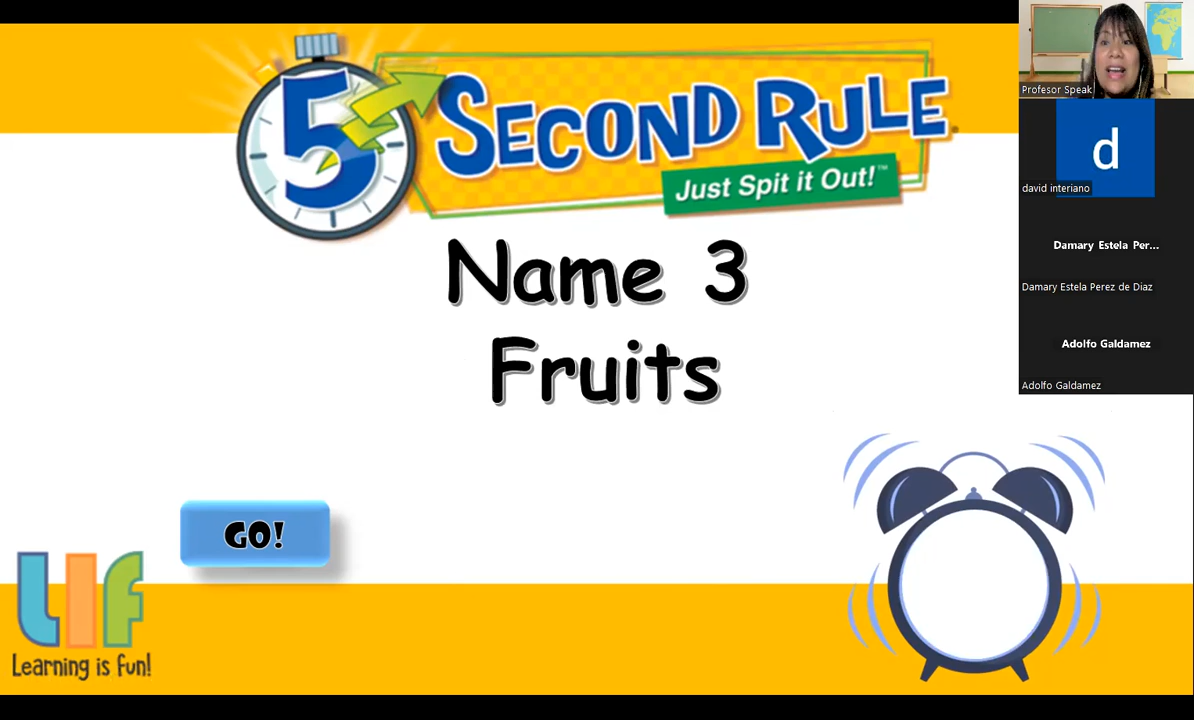 5 SECOND RULE
Just Spit it Out!™
Name 3
Fruits
GO!
LIF
Learning is fun!
Profesor Speak
d
david interiano
Damary Estela Per...
Damary Estela Perez de Diaz
Adolfo Galdamez
Adolfo Galdamez